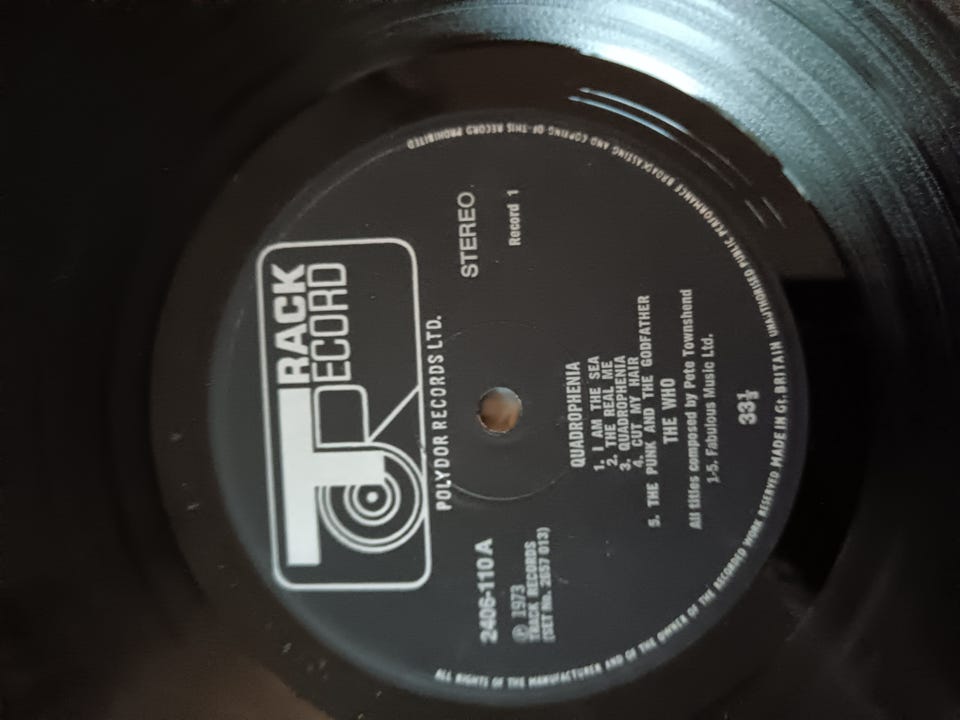 TRACK
RECORD
POLYDOR RECORDS LTD.
2406-110A
STEREO
℗ 1973
TRACK RECORDS
(SET No. 2657 013)
Record 1
QUADROPHENIA
1. I AM THE SEA
2. THE REAL ME
3. QUADROPHENIA
4. CUT MY HAIR
5. THE PUNK AND THE GODFATHER
THE WHO
All titles composed by Pete Townshend
1-5. Fabulous Music Ltd.
33⅓
ALL RIGHTS OF THE MANUFACTURER AND OF THE OWNER OF THE RECORDED WORK RESERVED MADE IN Gt. BRITAIN UNAUTHORISED PUBLIC PERFORMANCE BROADCASTING AND COPYING OF THIS RECORD PROHIBITED